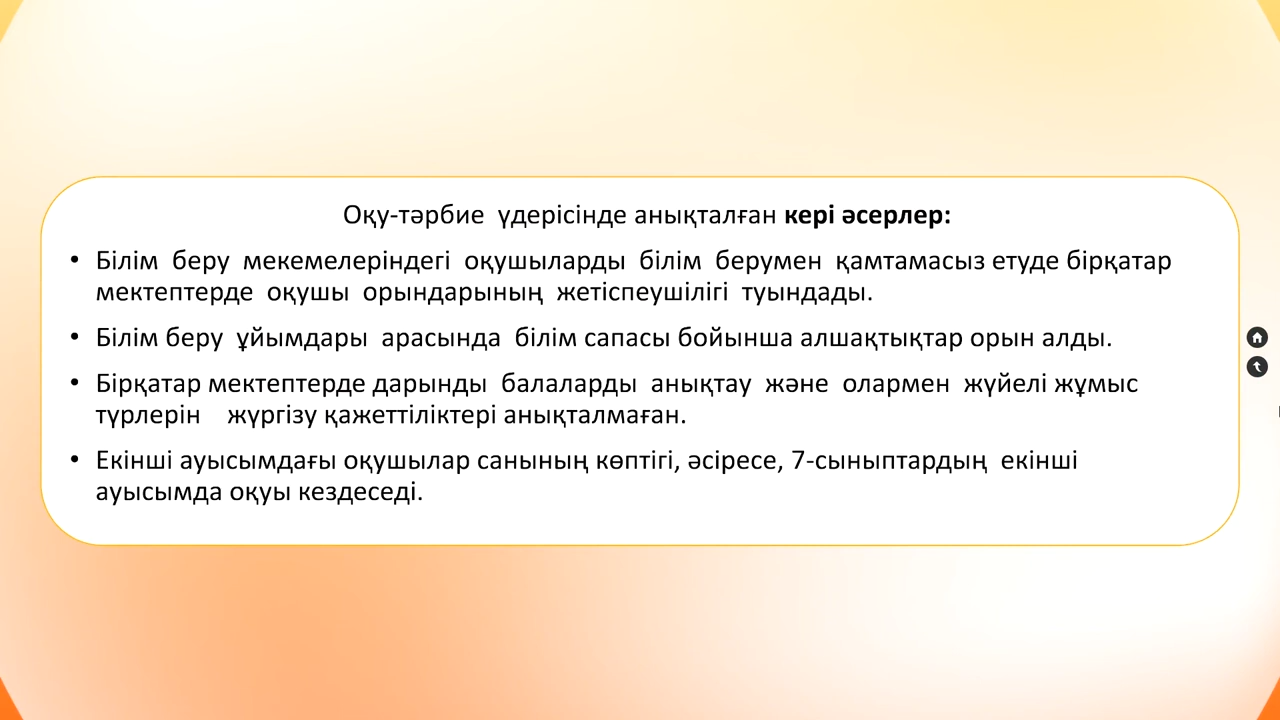 Оқу-тәрбие үдерісінде анықталған кері әсерлер:
• Білім беру мекемелеріндегі оқушыларды білім берумен қамтамасыз етуде бірқатар
мектептерде оқушы орындарының жетіспеушілігі туындады.
• Білім беру ұйымдары арасында білім сапасы бойынша алшақтықтар орын алды.
• Бірқатар мектептерде дарынды балаларды анықтау және олармен жүйелі жұмыс
түрлерін жүргізу қажеттіліктері анықталмаған.
• Екінші ауысымдағы оқушылар санының көптігі, әсіресе, 7-сыныптардың екінші
ауысымда оқуы кездеседі.